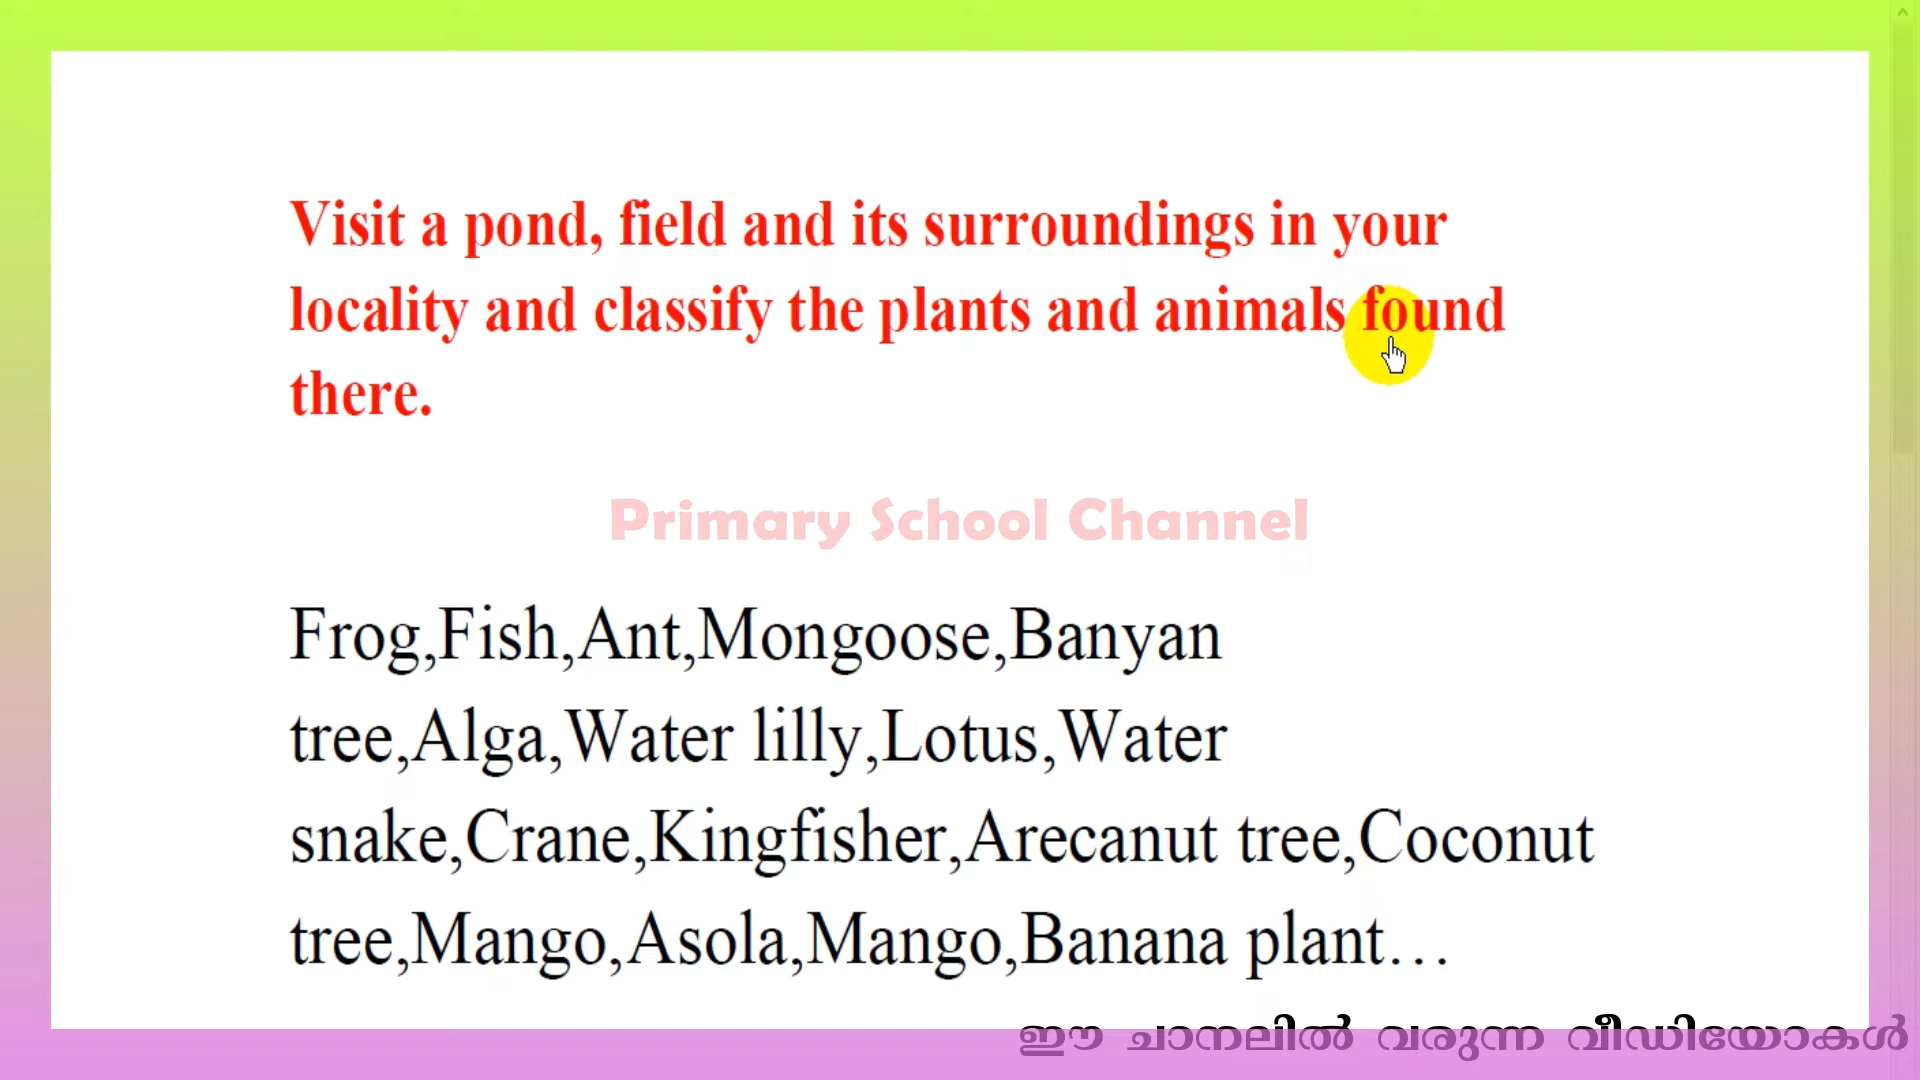 Visit a pond, field and its surroundings in your
locality and classify the plants and animals found
there.
Primary School Channel
Frog,Fish,Ant,Mongoose,Banyan
tree,Alga,Water lilly,Lotus,Water
snake,Crane,Kingfisher,Arecanut tree,Coconut
tree,Mango,Asola,Mango,Banana plant…
ഈ ചാനലിൽ വരുന്ന വീഡിയോകൾ